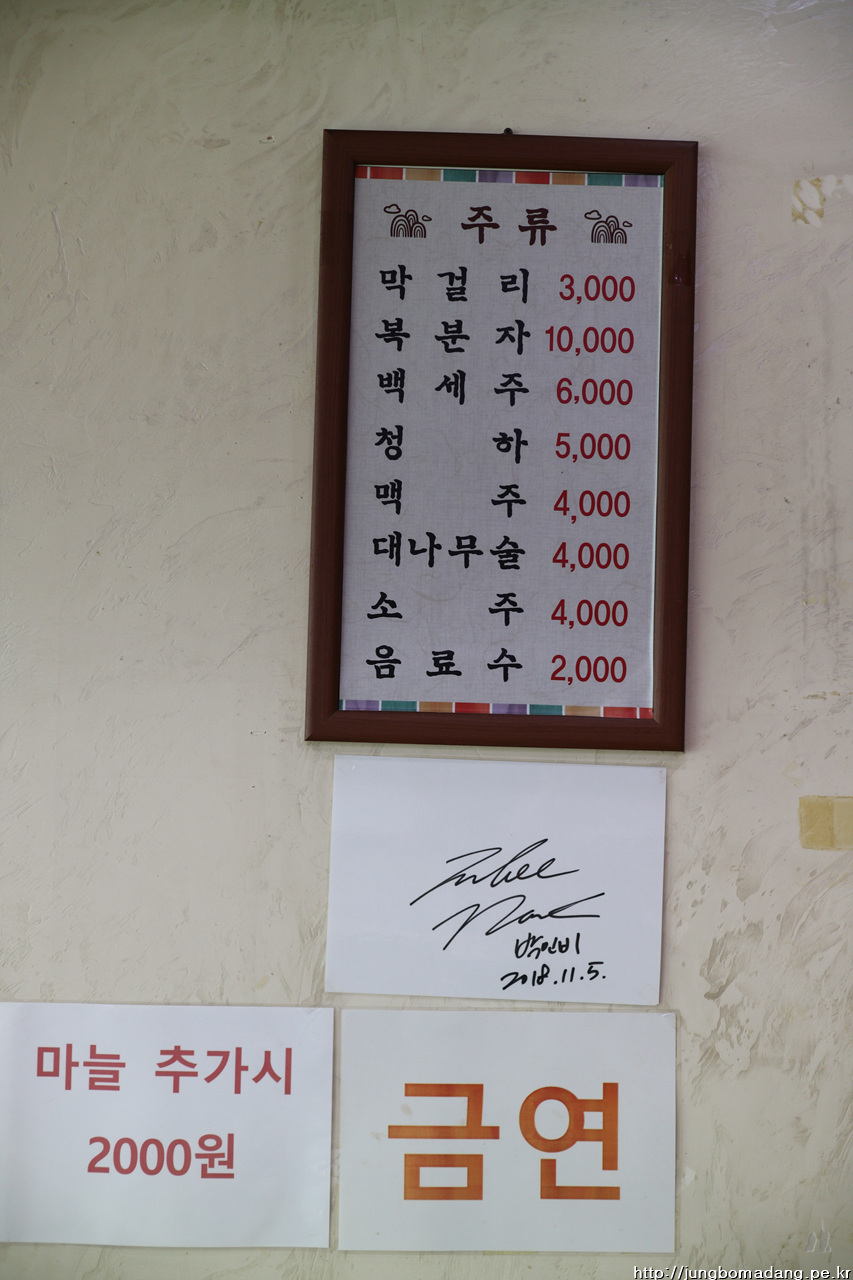 주류
막걸리 3,000
복분자 10,000
백세주 6,000
청하 5,000
맥주 4,000
대나무술 4,000
소주 4,000
음료수 2,000
Inbee
Park
박인비
2018.11.5.
마늘 추가시
2000원
금연
http://jungbomadang.pe.kr